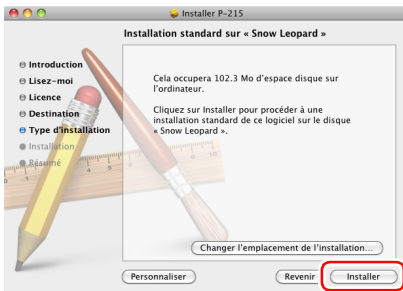 Installer P-215
Installation standard sur « Snow Leopard »
Introduction
Lisez-moi
Licence
Destination
Type d'installation
Installation
Résumé
Cela occupera 102.3 Mo d'espace disque sur
l'ordinateur.
Cliquez sur Installer pour procéder à une
installation standard de ce logiciel sur le disque
« Snow Leopard ».
Changer l'emplacement de l'installation...
Personnaliser
Revenir
Installer